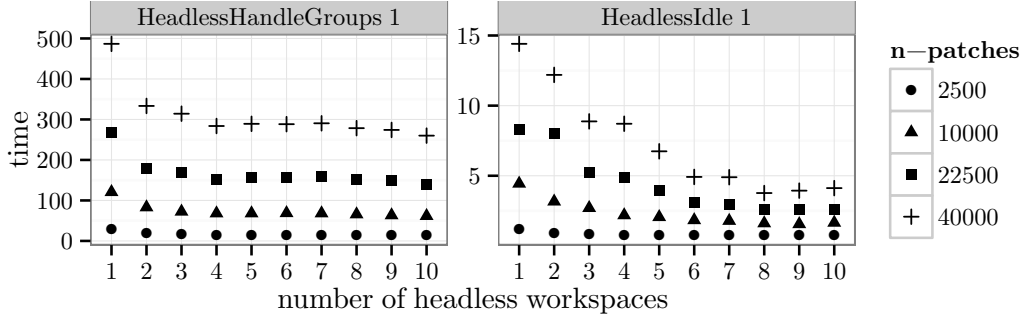 HeadlessHandleGroups 1
HeadlessIdle 1
time
500
400
300
200
100
0
15
10
5
1 2 3 4 5 6 7 8 9 10
1 2 3 4 5 6 7 8 9 10
number of headless workspaces
n−patches
2500
10000
22500
40000